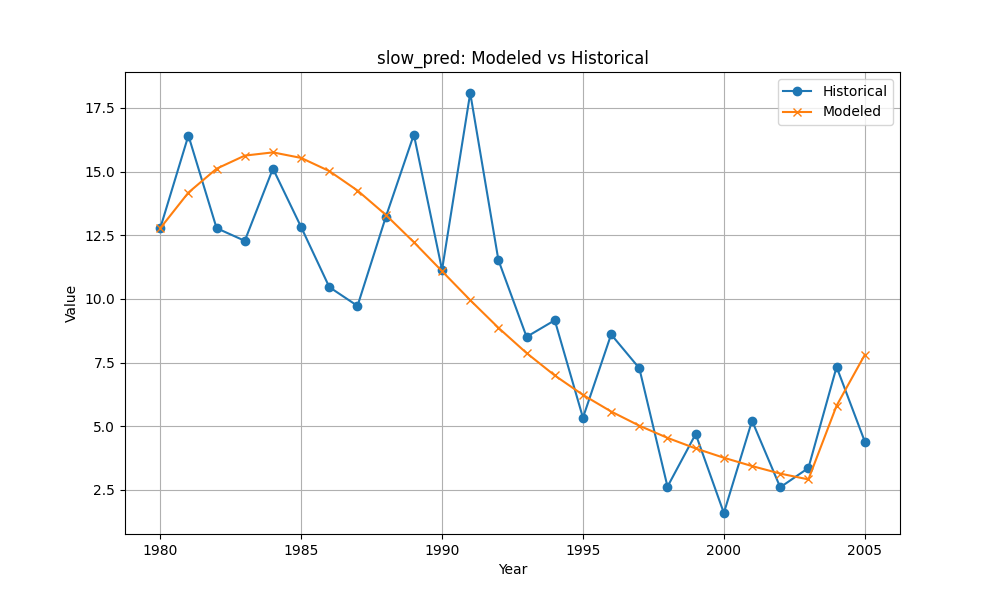 slow_pred: Modeled vs Historical
Historical
Modeled
Value
17.5
15.0
12.5
10.0
7.5
5.0
2.5
1980
1985
1990
1995
2000
2005
Year